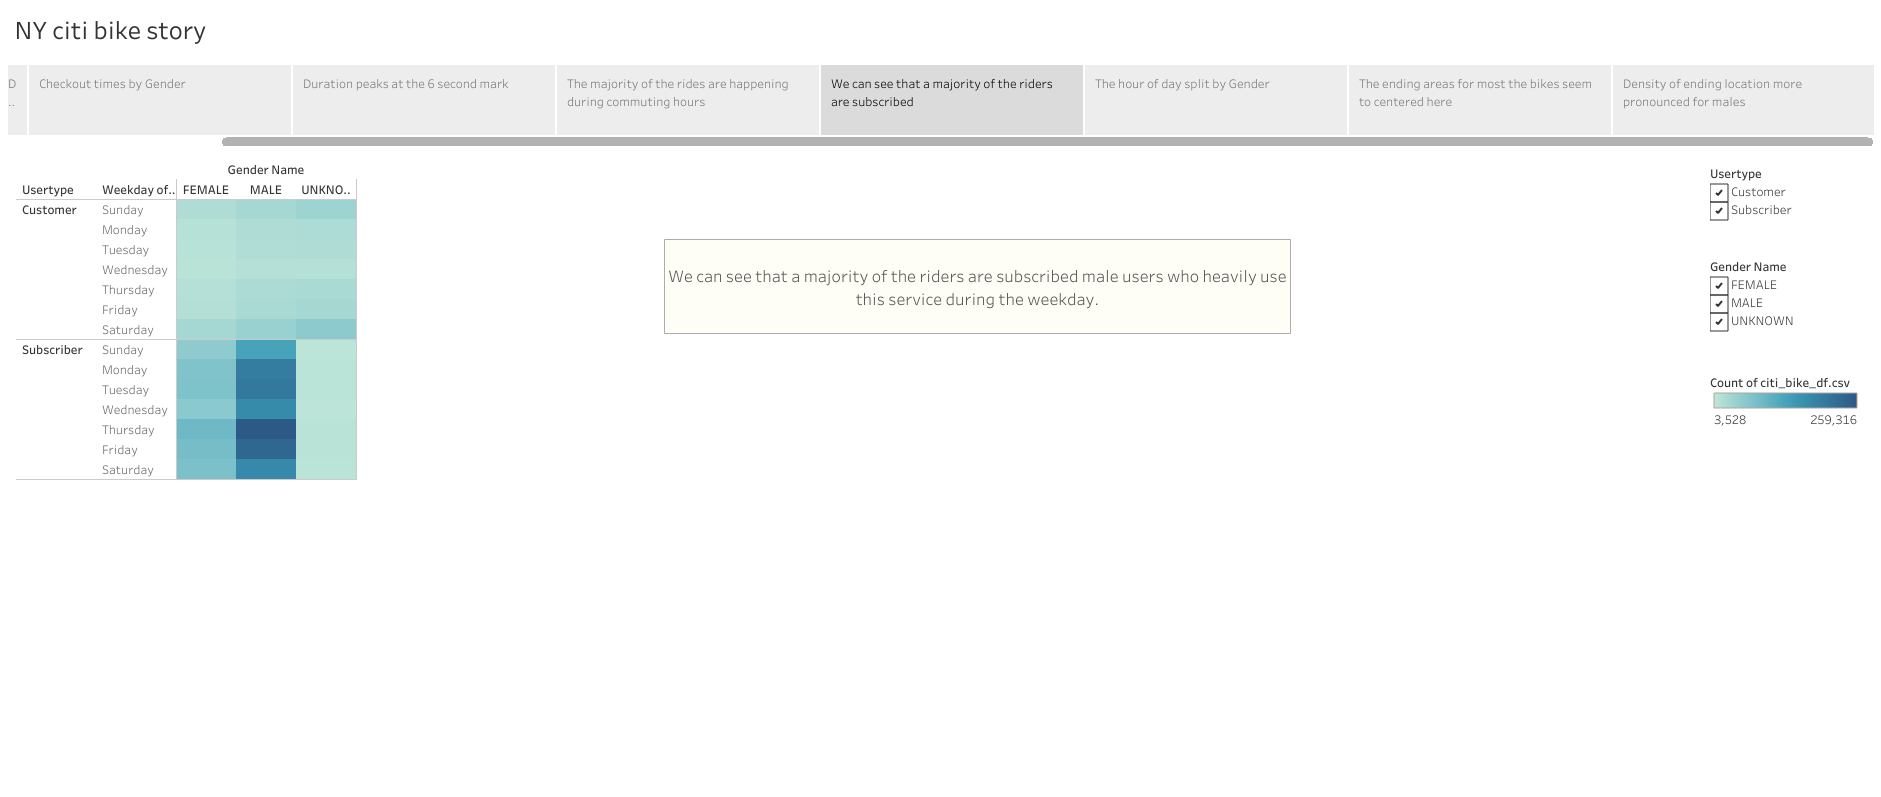 NY citi bike story
D
..
Checkout times by Gender
Duration peaks at the 6 second mark
The majority of the rides are happening
during commuting hours
We can see that a majority of the riders
are subscribed
The hour of day split by Gender
The ending areas for most the bikes seem
to centered here
Density of ending location more
pronounced for males
Gender Name
Usertype Weekday of.. FEMALE MALE UNKNO..
Customer Sunday
Monday
Tuesday
Wednesday
Thursday
Friday
Saturday
Subscriber Sunday
Monday
Tuesday
Wednesday
Thursday
Friday
Saturday
We can see that a majority of the riders are subscribed male users who heavily use
this service during the weekday.
Usertype
Customer
Subscriber
Gender Name
FEMALE
MALE
UNKNOWN
Count of citi_bike_df.csv
3,528 259,316